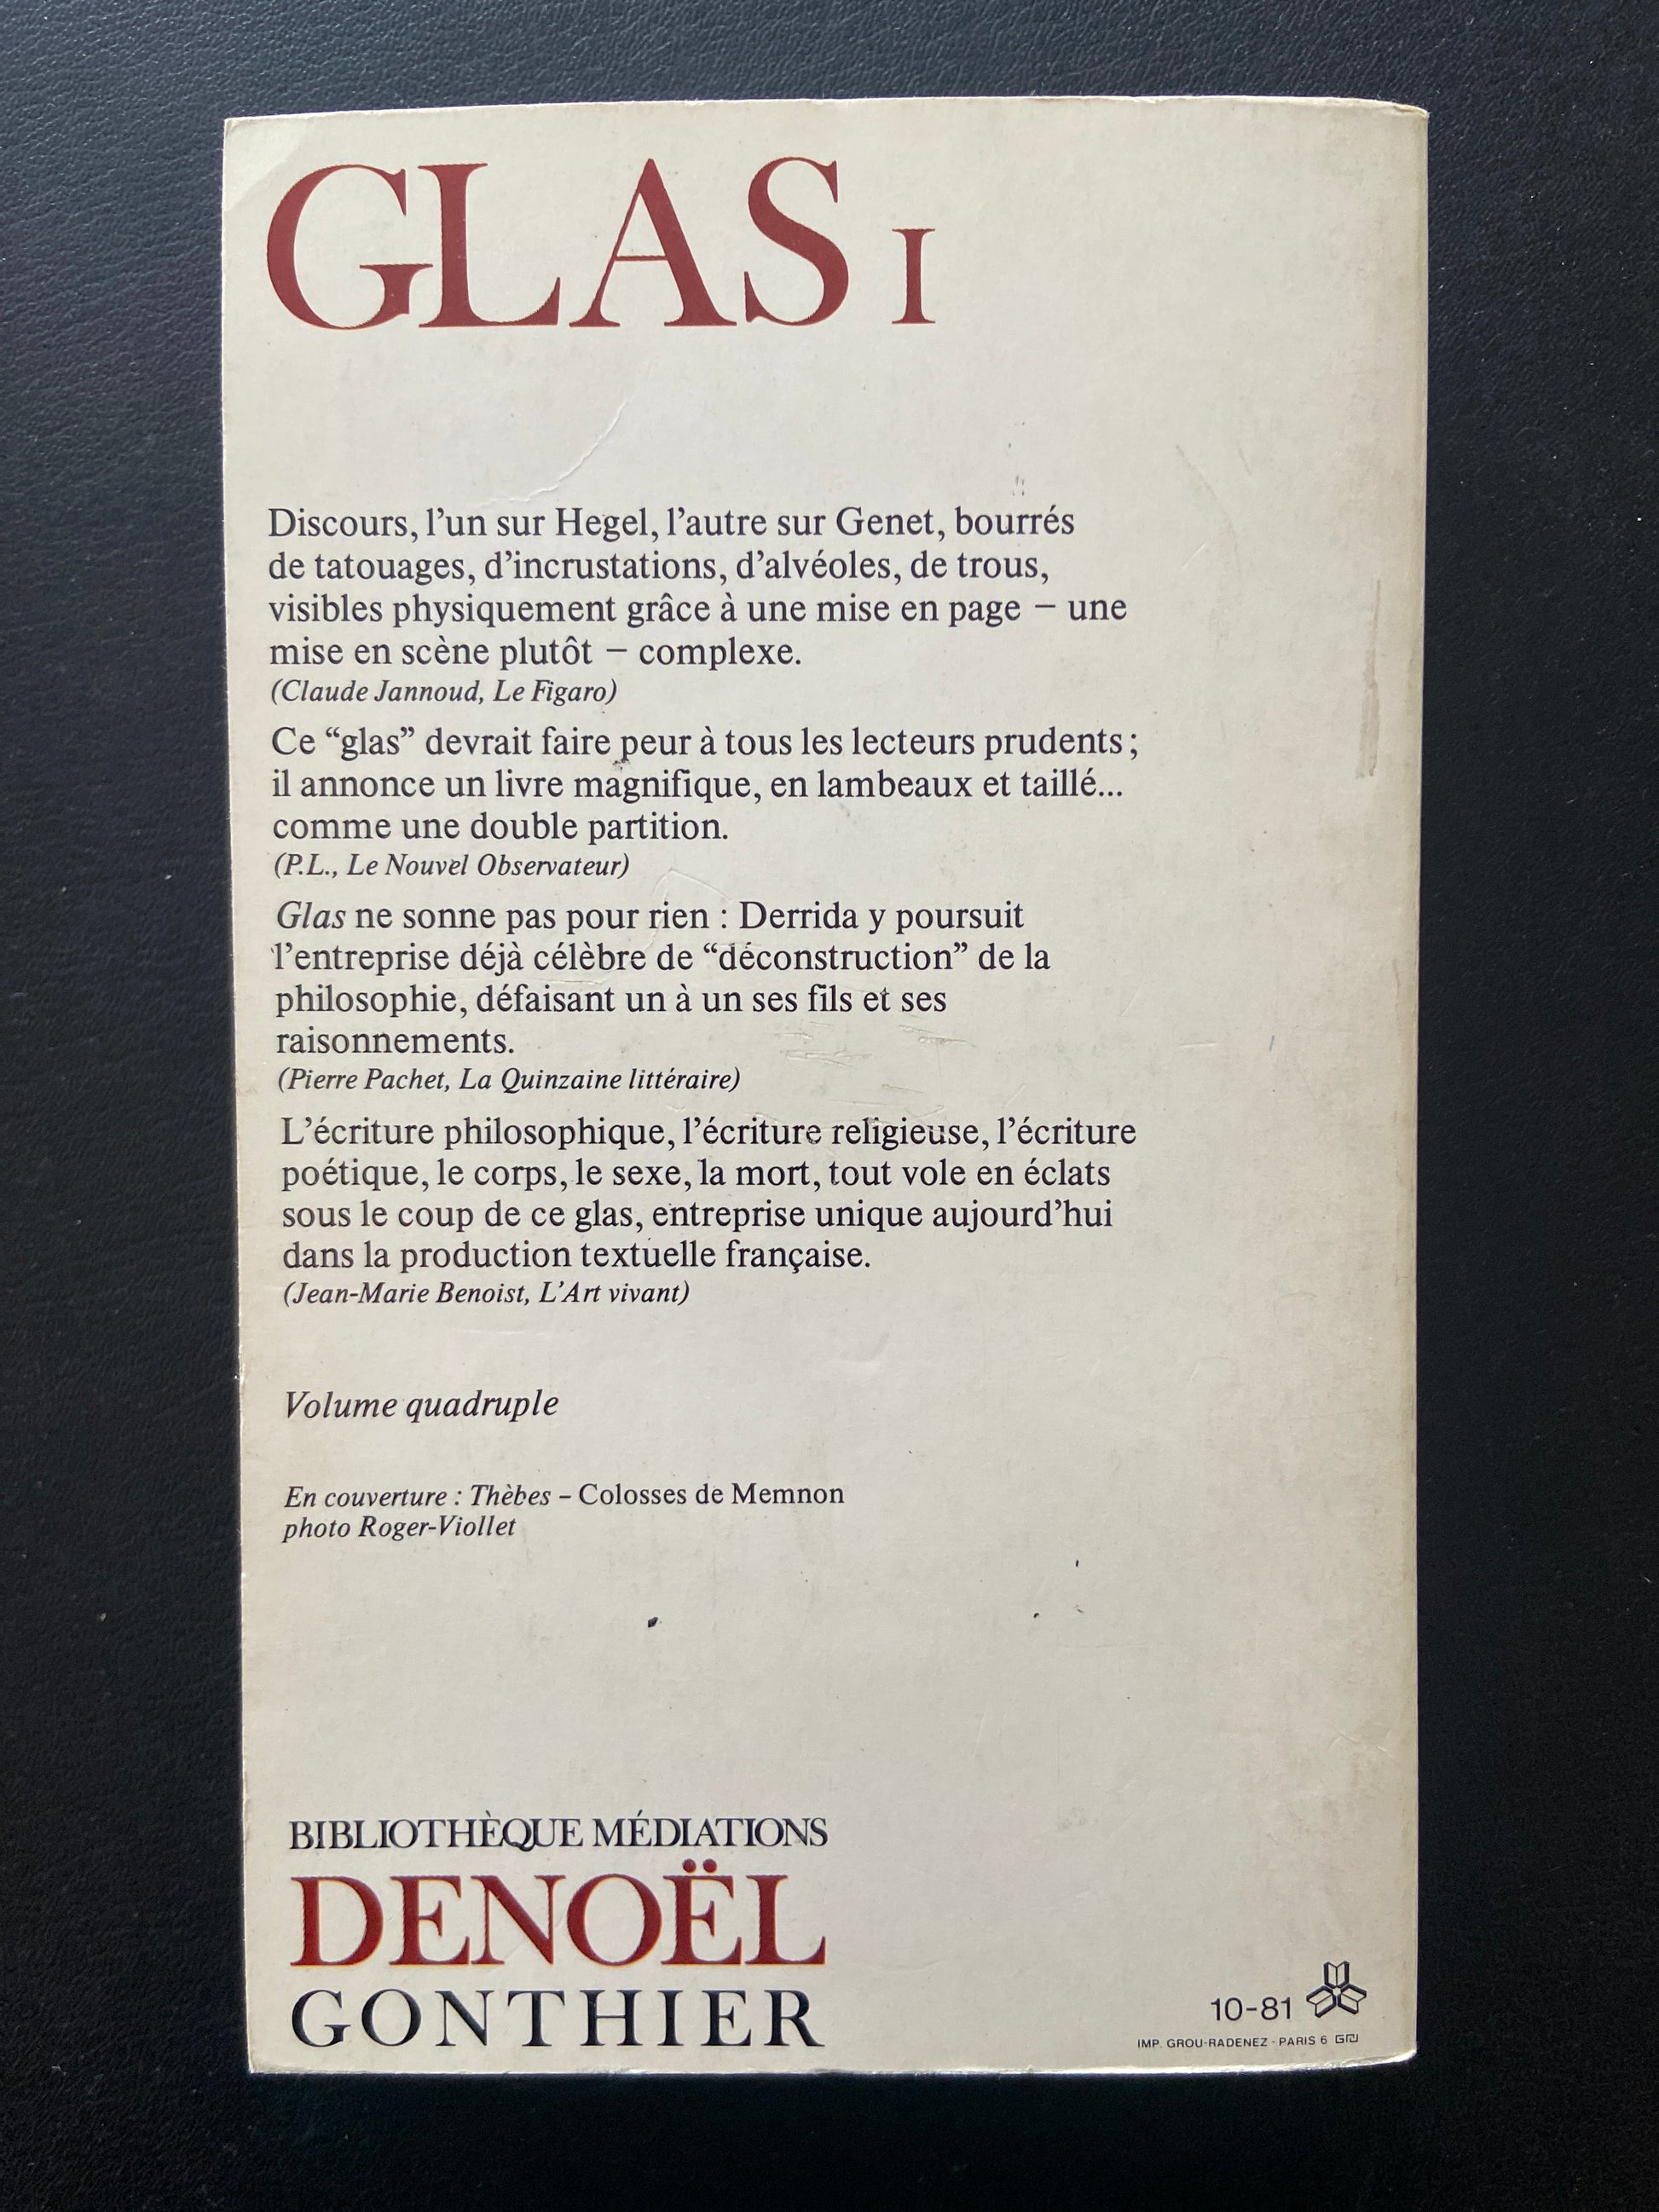 GLAS I
Discours, l'un sur Hegel, l'autre sur Genet, bourrés
de tatouages, d'incrustations, d'alvéoles, de trous,
visibles physiquement grâce à une mise en page – une
mise en scène plutôt – complexe.
(Claude Jannoud, Le Figaro)
Ce “glas” devrait faire peur à tous les lecteurs prudents ;
il annonce un livre magnifique, en lambeaux et taillé...
comme une double partition.
(P.L., Le Nouvel Observateur)
Glas ne sonne pas pour rien : Derrida y poursuit
l'entreprise déjà célèbre de “déconstruction” de la
philosophie, défaisant un à un ses fils et ses
raisonnements.
(Pierre Pachet, La Quinzaine littéraire)
L'écriture philosophique, l'écriture religieuse, l'écriture
poétique, le corps, le sexe, la mort, tout vole en éclats
sous le coup de ce glas, entreprise unique aujourd'hui
dans la production textuelle française.
(Jean-Marie Benoist, L'Art vivant)
Volume quadruple
En couverture : Thèbes – Colosses de Memnon
photo Roger-Viollet
BIBLIOTHÈQUE MÉDIATIONS
DENOËL
GONTHIER
10-81
IMP. GROU-RADENEZ - PARIS 6